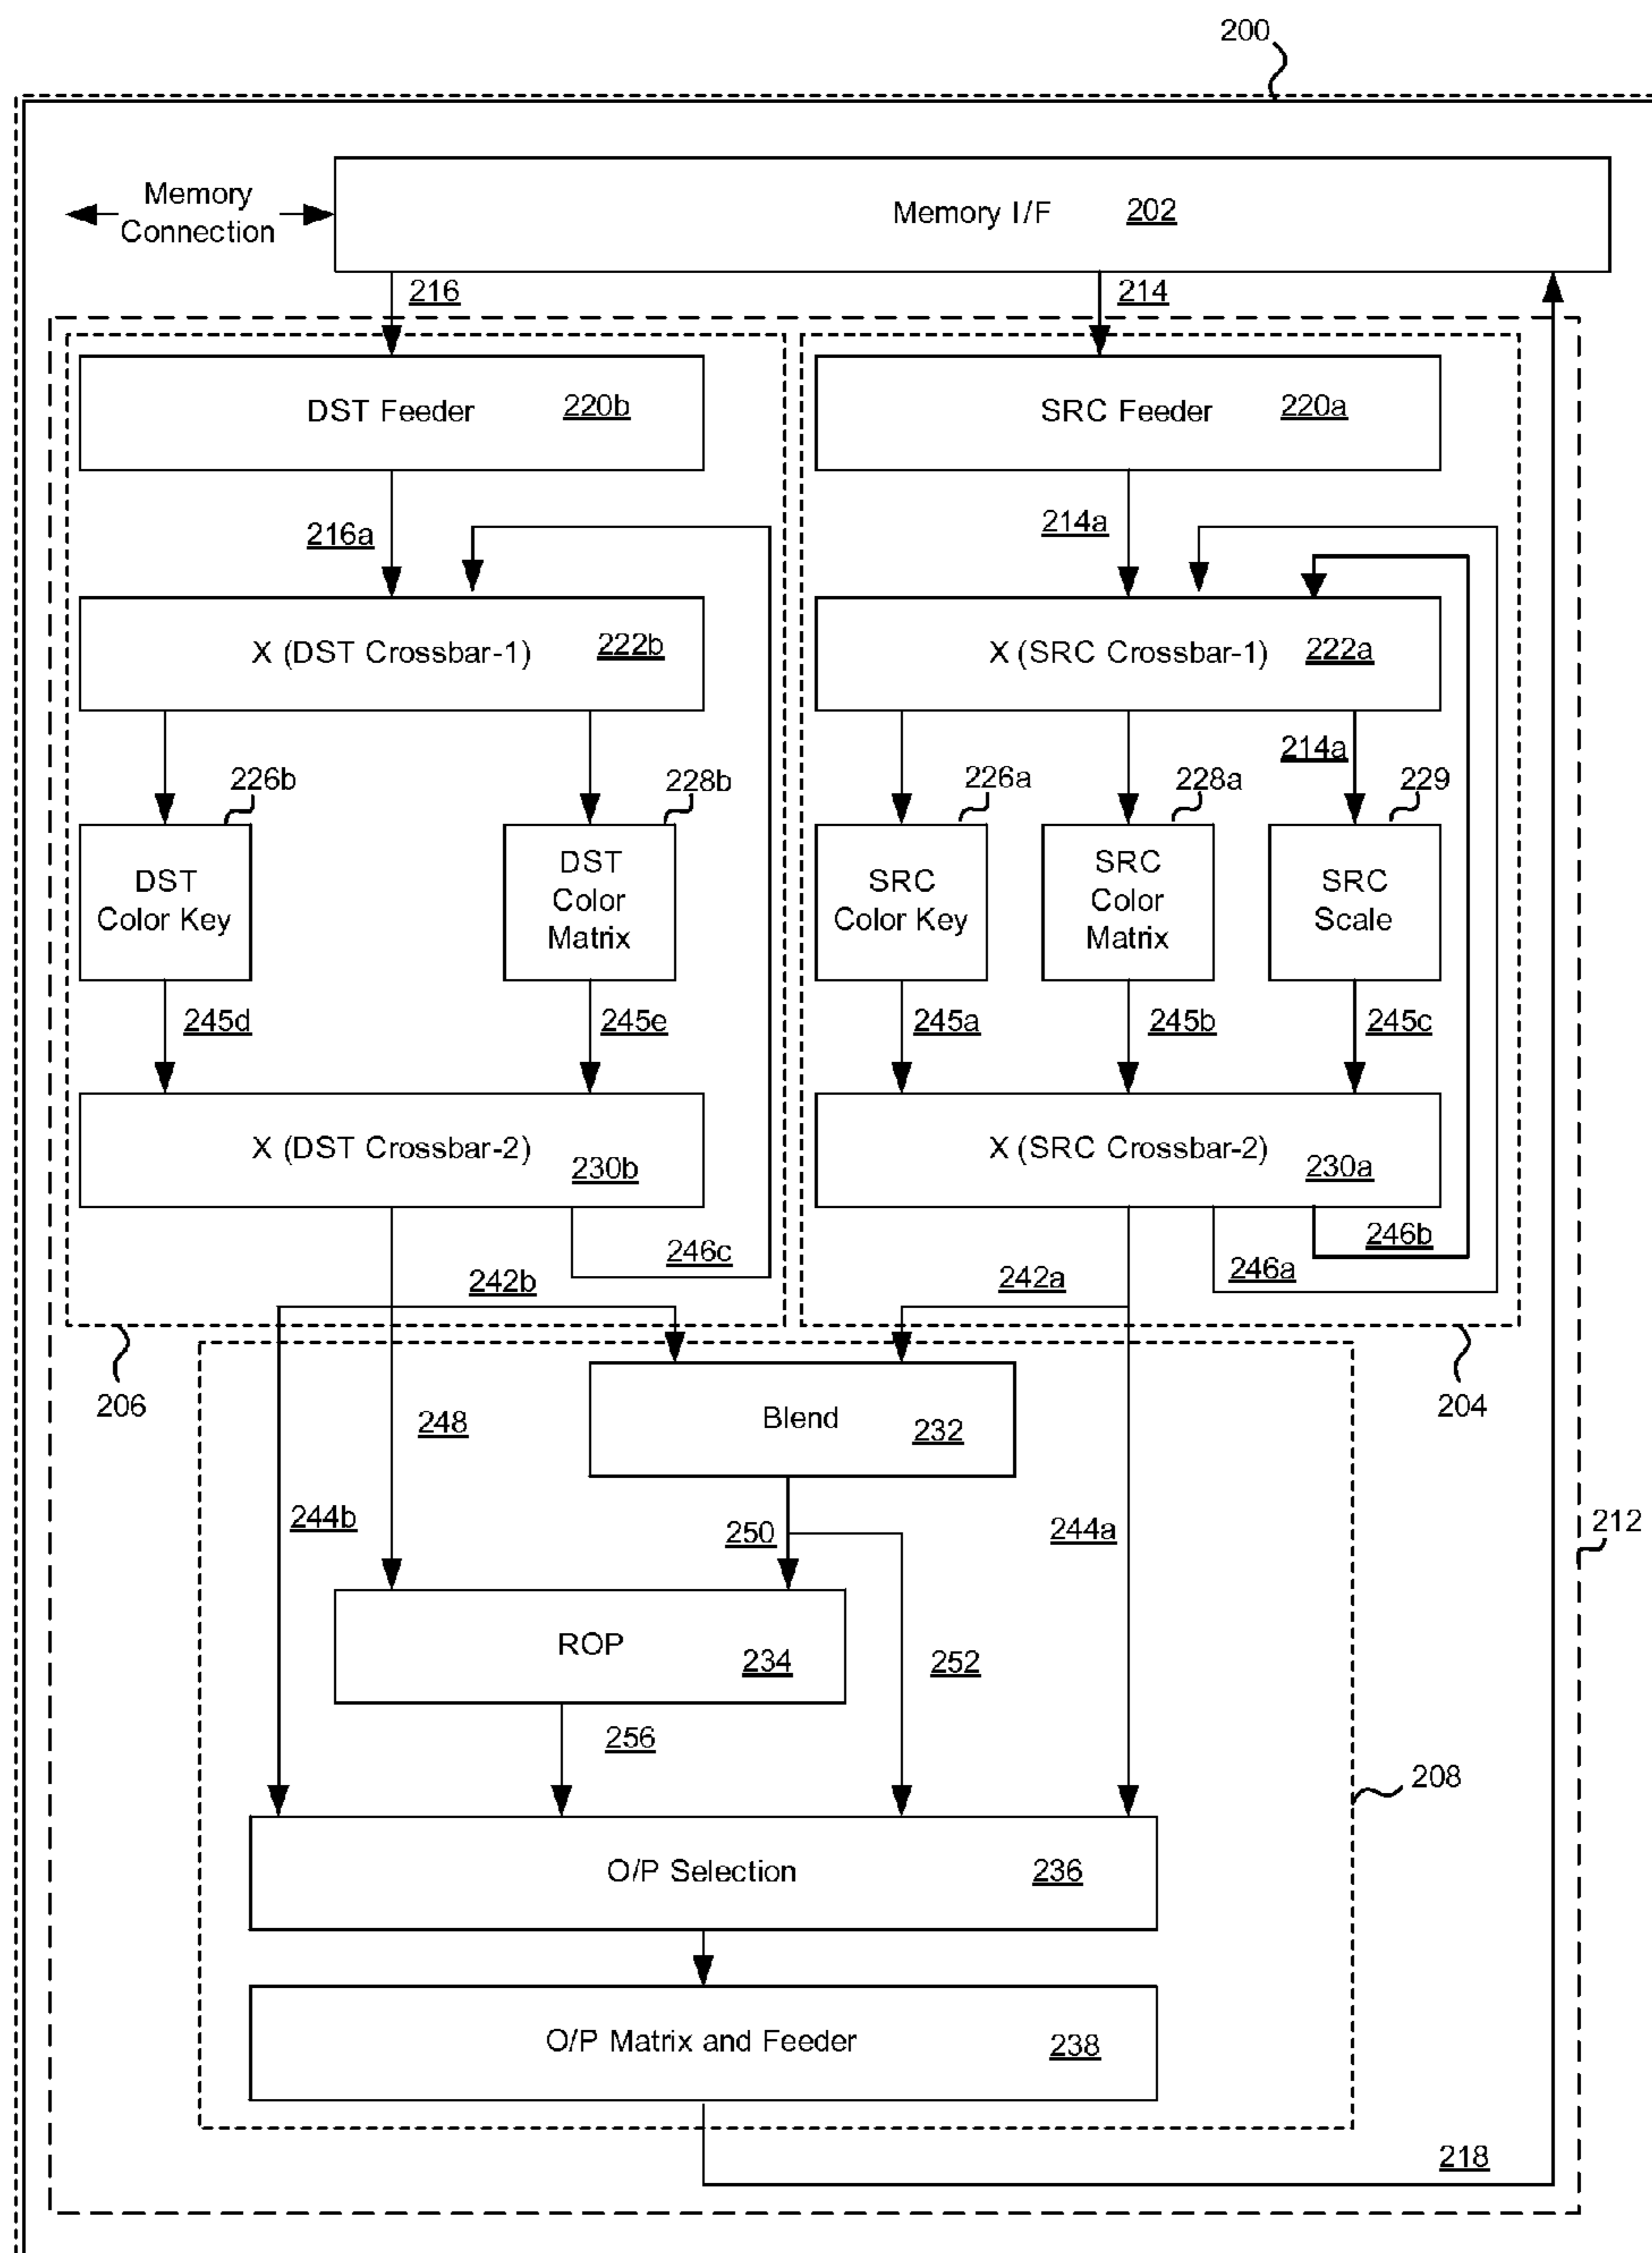 200
Memory
Connection
Memory I/F 202
216
214
DST Feeder 220b
SRC Feeder 220a
216a
214a
X (DST Crossbar-1) 222b
X (SRC Crossbar-1) 222a
214a
226b
228b
226a
228a
229
DST
Color Key
DST
Color
Matrix
SRC
Color Key
SRC
Color
Matrix
SRC
Scale
245d
245e
245a
245b
245c
X (DST Crossbar-2) 230b
X (SRC Crossbar-2) 230a
246c
246b
246a
242b
242a
206
204
Blend 232
248
244b
250
244a
212
ROP 234
252
256
208
O/P Selection 236
O/P Matrix and Feeder 238
218